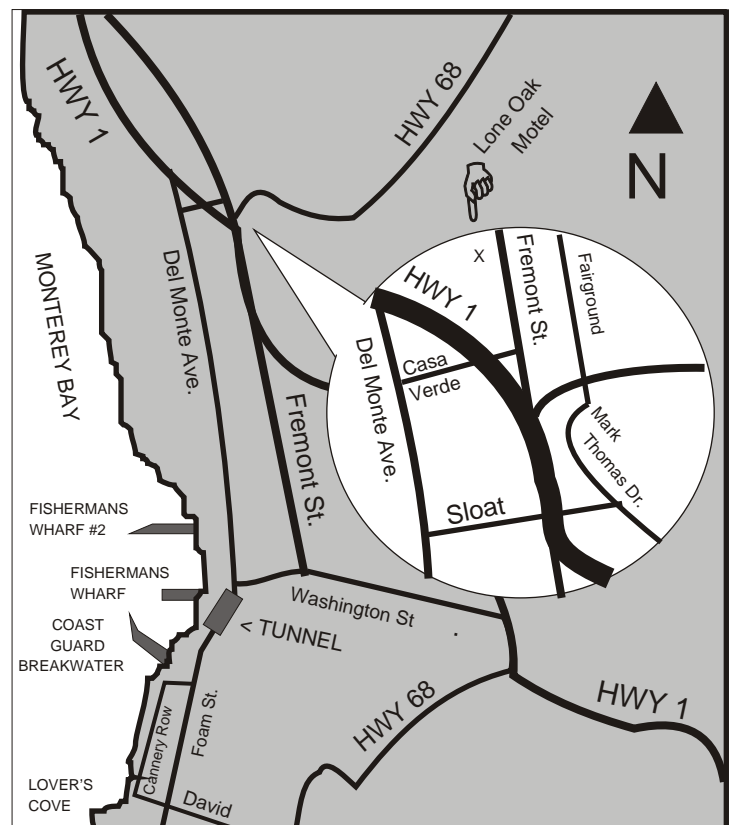 HWY 1
HWY 68
Lone Oak
Motel
N
MONTEREY BAY
Del Monte Ave.
Fremont St.
X
HWY 1
Fremont St.
Fairground
Casa
Verde
Del Monte Ave.
Mark
Thomas Dr.
Sloat
FISHERMANS
WHARF #2
FISHERMANS
WHARF
COAST
GUARD
BREAKWATER
Washington St
< TUNNEL
HWY 68
HWY 1
Cannery Row
Foam St.
LOVER'S
COVE
David